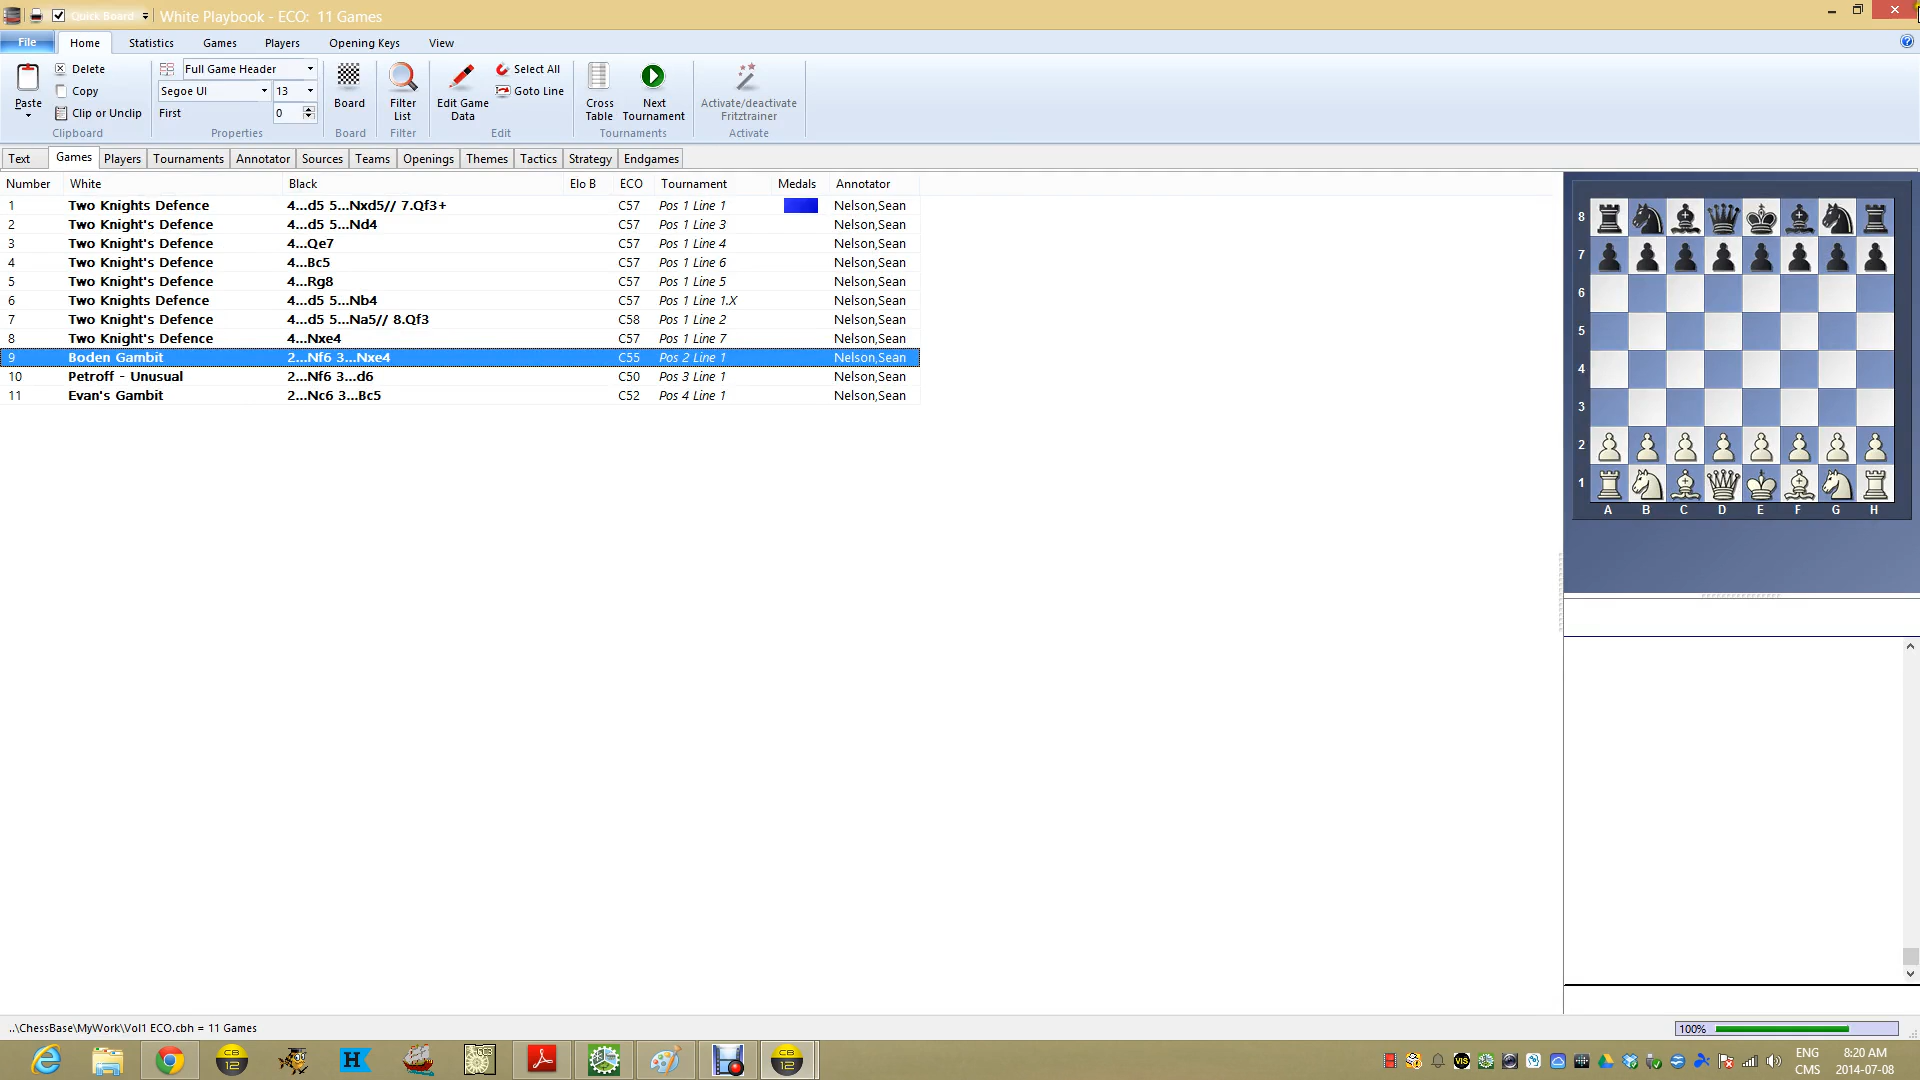 Quick Board White Playbook - ECO: 11 Games
File Home Statistics Games Players Opening Keys View
Paste Delete Copy Clip or Unclip Clipboard
Full Game Header Segoe UI 13 First 0 Properties
Board Board
Filter List Filter
Edit Game Data Select All Goto Line Edit
Cross Table Next Tournament Tournaments
Activate/deactivate Fritztrainer Activate
Text Games Players Tournaments Annotator Sources Teams Openings Themes Tactics Strategy Endgames
Number White Black Elo B ECO Tournament Medals Annotator
1 Two Knights Defence 4...d5 5...Nxd5// 7.Qf3+ C57 Pos 1 Line 1 Nelson,Sean
2 Two Knight's Defence 4...d5 5...Nd4 C57 Pos 1 Line 3 Nelson,Sean
3 Two Knight's Defence 4...Qe7 C57 Pos 1 Line 4 Nelson,Sean
4 Two Knight's Defence 4...Bc5 C57 Pos 1 Line 6 Nelson,Sean
5 Two Knight's Defence 4...Rg8 C57 Pos 1 Line 5 Nelson,Sean
6 Two Knights Defence 4...d5 5...Nb4 C57 Pos 1 Line 1.X Nelson,Sean
7 Two Knight's Defence 4...d5 5...Na5// 8.Qf3 C58 Pos 1 Line 2 Nelson,Sean
8 Two Knight's Defence 4...Nxe4 C57 Pos 1 Line 7 Nelson,Sean
9 Boden Gambit 2...Nf6 3...Nxe4 C55 Pos 2 Line 1 Nelson,Sean
10 Petroff - Unusual 2...Nf6 3...d6 C50 Pos 3 Line 1 Nelson,Sean
11 Evan's Gambit 2...Nc6 3...Bc5 C52 Pos 4 Line 1 Nelson,Sean
8
7
6
5
4
3
2
1
A B C D E F G H
..\ChessBase\MyWork\Vol1 ECO.cbh = 11 Games 100%
CB 12 H CB 12 VIS ENG 8:20 AM
CMS 2014-07-08